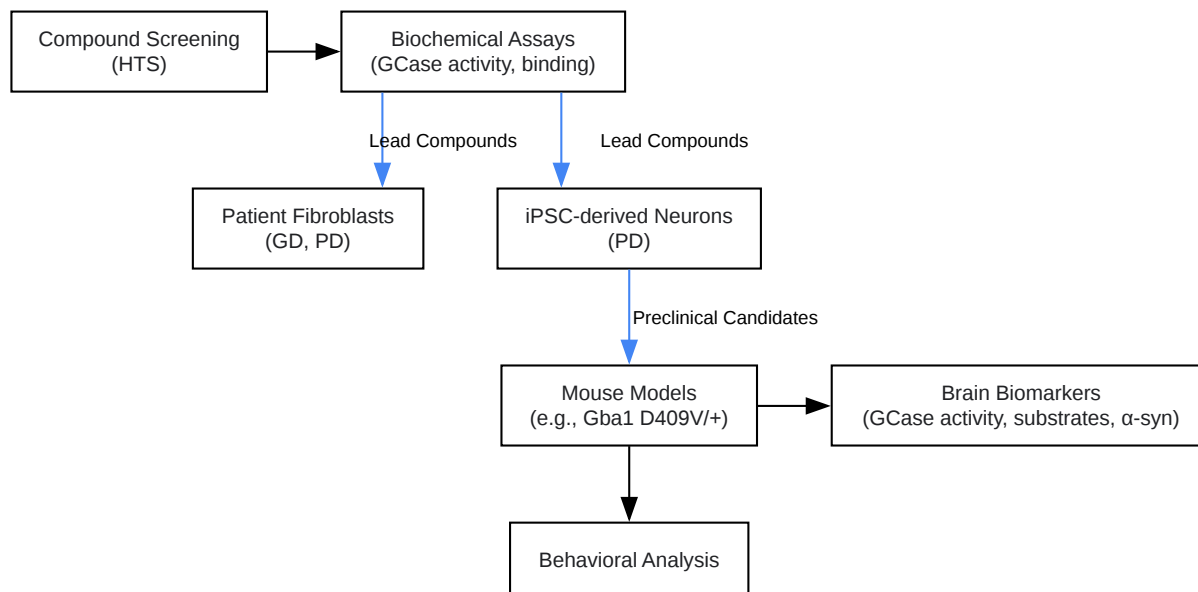 Compound Screening
(HTS)
Biochemical Assays
(GCase activity, binding)
Lead Compounds
Lead Compounds
Patient Fibroblasts
(GD, PD)
iPSC-derived Neurons
(PD)
Preclinical Candidates
Mouse Models
(e.g., Gba1 D409V/+)
Brain Biomarkers
(GCase activity, substrates, α-syn)
Behavioral Analysis